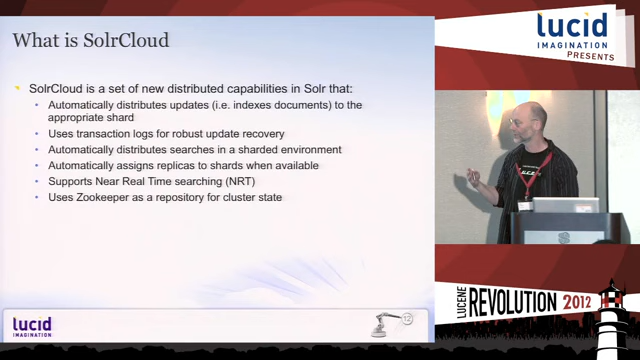 What is SolrCloud
SolrCloud is a set of new distributed capabilities in Solr that:
• Automatically distributes updates (i.e. indexes documents) to the
appropriate shard
• Uses transaction logs for robust update recovery
• Automatically distributes searches in a sharded environment
• Automatically assigns replicas to shards when available
• Supports Near Real Time searching (NRT)
• Uses Zookeeper as a repository for cluster state
lucid
IMAGINATION
12
lucid
IMAGINATION
PRESENTS
LUCENE
REVOLUTION 2012